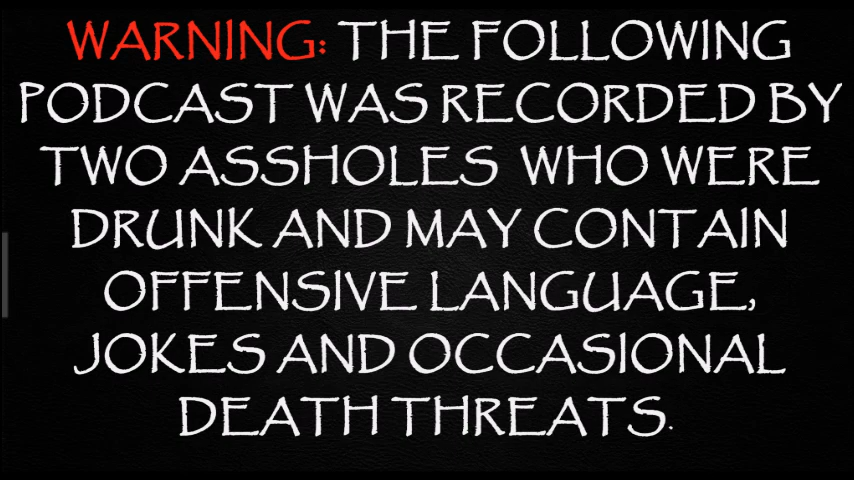 WARNING: THE FOLLOWING
PODCAST WAS RECORDED BY
TWO ASSHOLES WHO WERE
DRUNK AND MAY CONTAIN
OFFENSIVE LANGUAGE,
JOKES AND OCCASIONAL
DEATH THREATS.